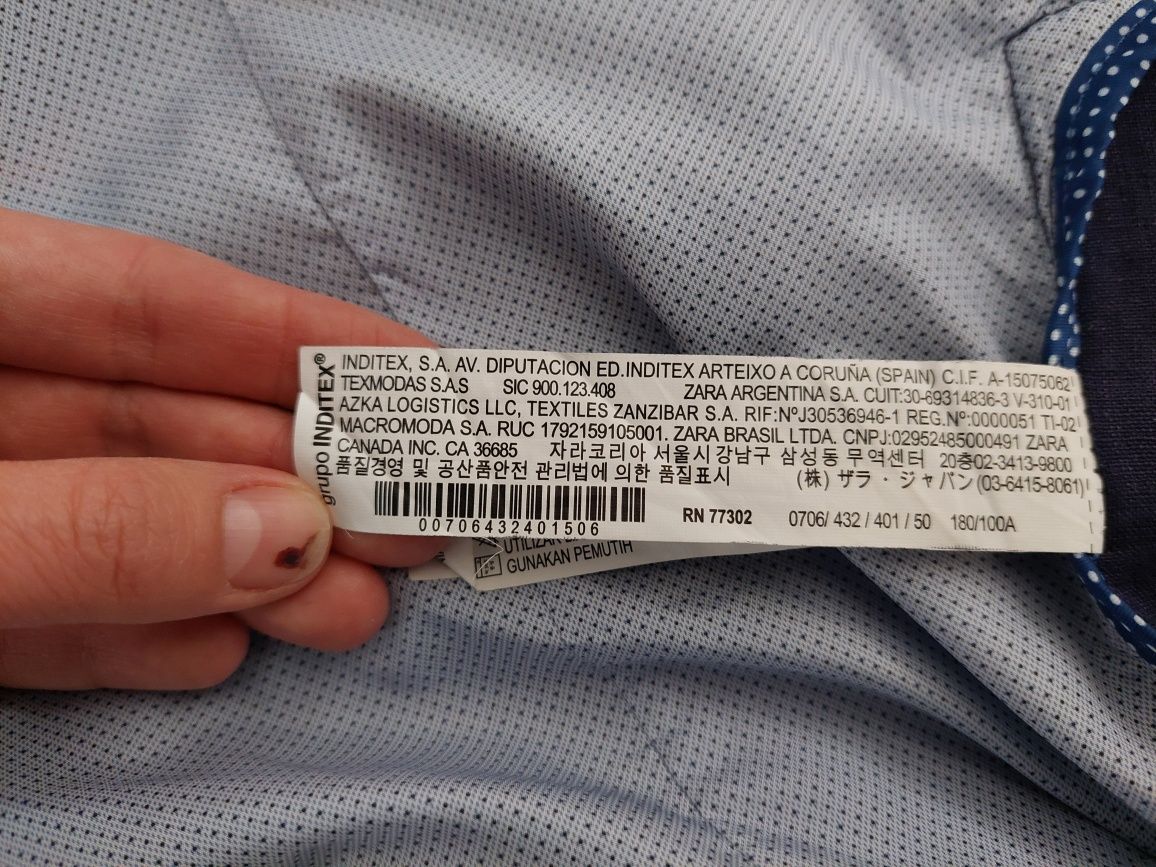 grupo INDITEX®
INDITEX, S.A. AV. DIPUTACION ED.INDITEX ARTEIXO A CORUÑA (SPAIN) C.I.F. A-15075062
TEXMODAS S.A.S SIC 900.123.408 ZARA ARGENTINA S.A. CUIT:30-69314836-3 V-310-01
AZKA LOGISTICS LLC, TEXTILES ZANZIBAR S.A. RIF:NºJ30536946-1 REG.Nº:0000051 TI-02
MACROMODA S.A. RUC 1792159105001. ZARA BRASIL LTDA. CNPJ:02952485000491 ZARA
CANADA INC. CA 36685 자라코리아 서울시 강남구 삼성동 무역센터 20층02-3413-9800
품질경영 및 공산품안전 관리법에 의한 품질표시 (株) ザラ・ジャパン(03-6415-8061)
00706432401506 RN 77302 0706/ 432 / 401 / 50 180/100A
UTILIZAR
GUNAKAN PEMUTIH